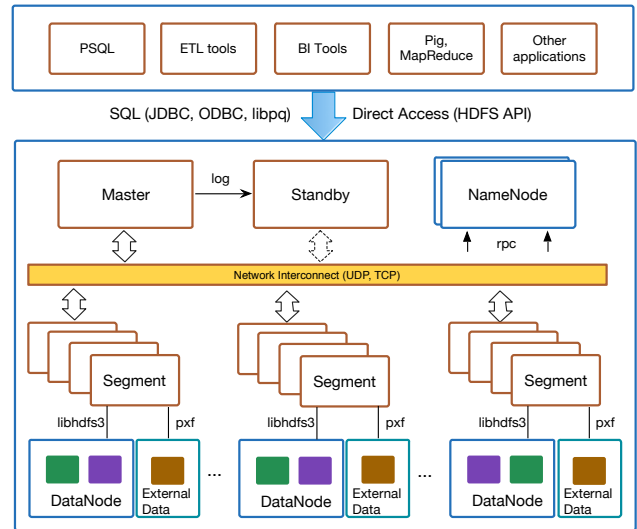 PSQL
ETL tools
BI Tools
Pig,
MapReduce
Other
applications
SQL (JDBC, ODBC, libpq)
Direct Access (HDFS API)
Master
log
Standby
NameNode
rpc
Network Interconnect (UDP, TCP)
Segment
Segment
Segment
libhdfs3
pxf
libhdfs3
pxf
libhdfs3
pxf
DataNode
External
Data
...
DataNode
External
Data
...
DataNode
External
Data